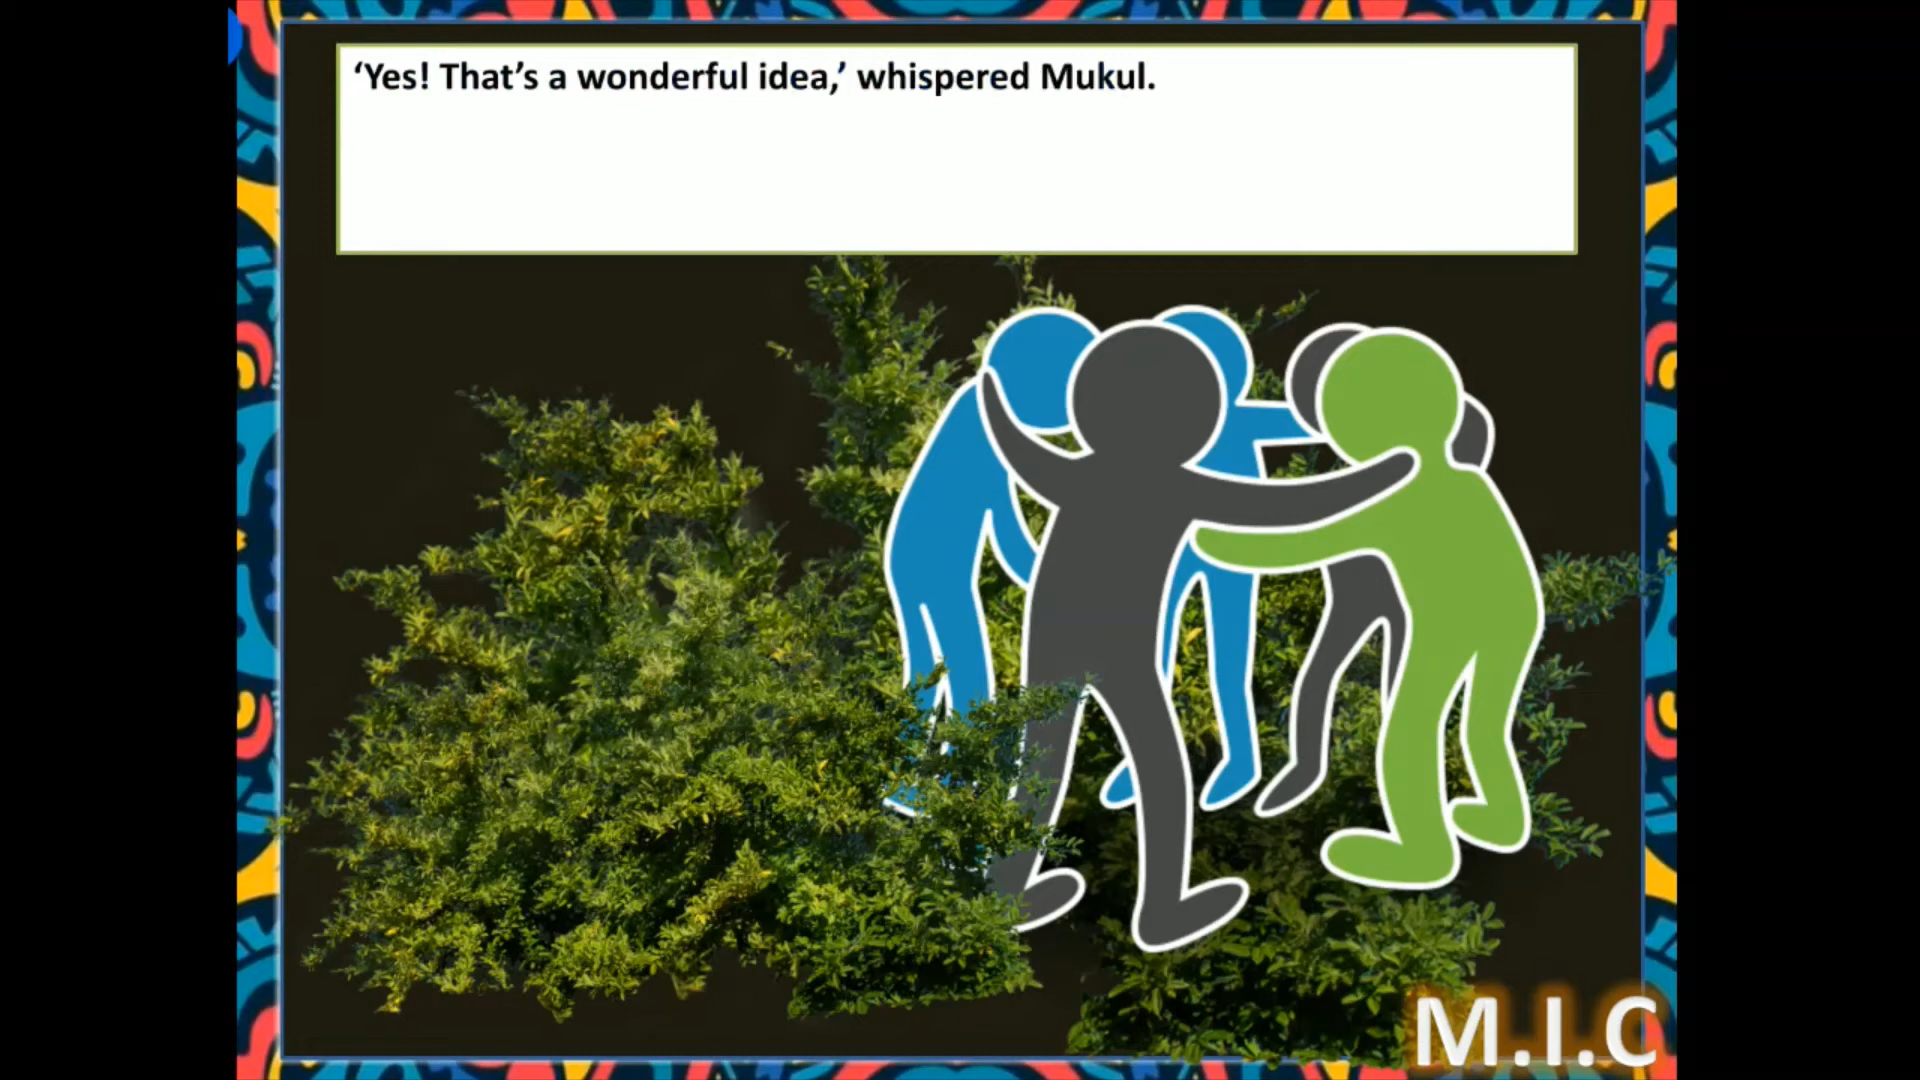 ‘Yes! That’s a wonderful idea,’ whispered Mukul.
M.I.C